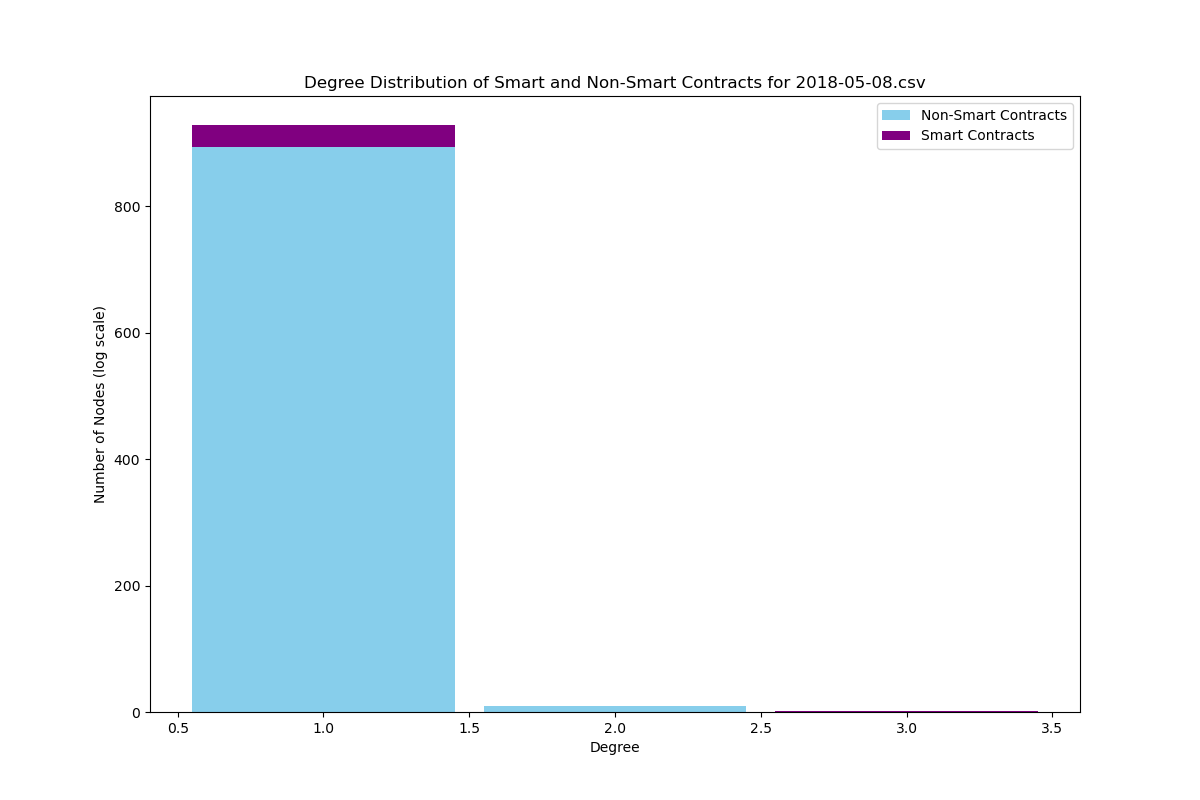 Degree Distribution of Smart and Non-Smart Contracts for 2018-05-08.csv
Non-Smart Contracts
Smart Contracts
Number of Nodes (log scale)
800
600
400
200
0
0.5 1.0 1.5 2.0 2.5 3.0 3.5
Degree